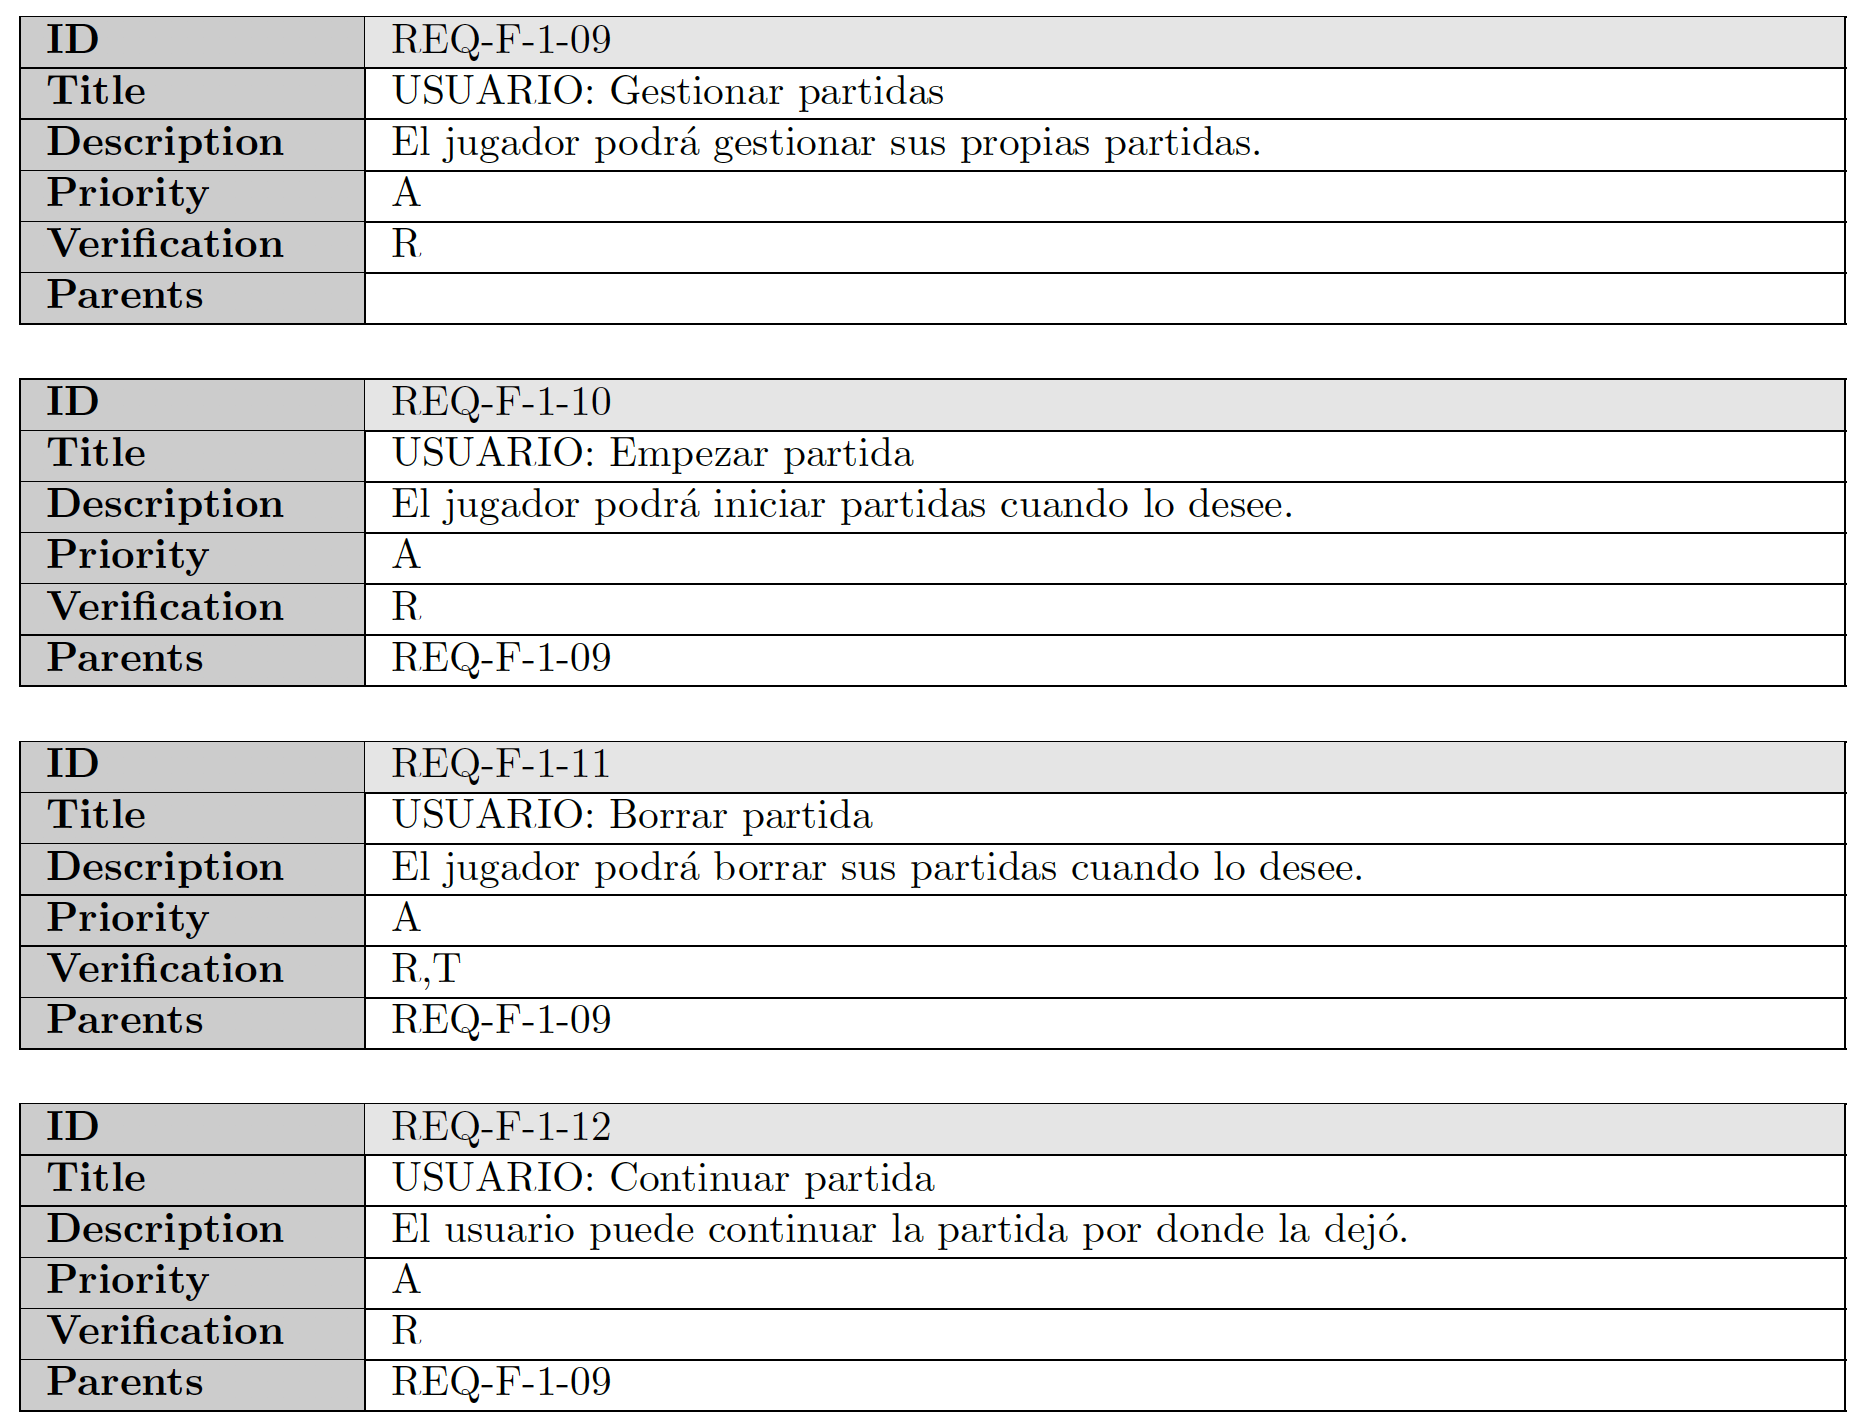 ID REQ-F-1-09
Title USUARIO: Gestionar partidas
Description El jugador podrá gestionar sus propias partidas.
Priority A
Verification R
Parents
ID REQ-F-1-10
Title USUARIO: Empezar partida
Description El jugador podrá iniciar partidas cuando lo desee.
Priority A
Verification R
Parents REQ-F-1-09
ID REQ-F-1-11
Title USUARIO: Borrar partida
Description El jugador podrá borrar sus partidas cuando lo desee.
Priority A
Verification R,T
Parents REQ-F-1-09
ID REQ-F-1-12
Title USUARIO: Continuar partida
Description El usuario puede continuar la partida por donde la dejó.
Priority A
Verification R
Parents REQ-F-1-09